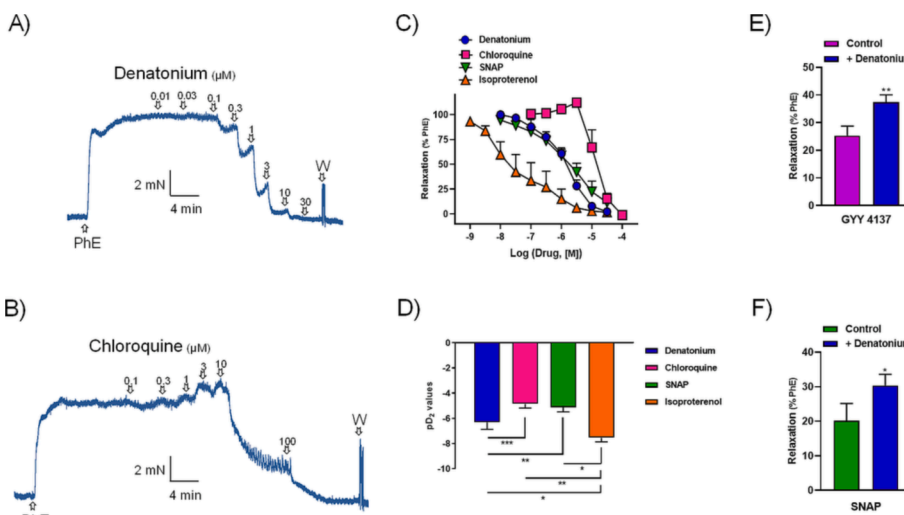 A)
Denatonium (µM)
0.01 0.03 0.1 0.3 1 3 10 30 W
2 mN
4 min
PhE
B)
Chloroquine (µM)
0.1 0.3 1 3 10 100 W
2 mN
4 min
C)
Denatonium
Chloroquine
SNAP
Isoproterenol
Relaxation (% PhE)
100
75
50
25
0
-9 -8 -7 -6 -5 -4
Log (Drug, [M])
D)
pD2 values
0
-2
-4
-6
-8
-10
Denatonium
Chloroquine
SNAP
Isoproterenol
***
**
*
**
*
E)
Control
+ Denatoniu
Relaxation (% PhE)
50
40
30
20
10
0
**
GYY 4137
F)
Control
+ Denatoniu
Relaxation (% PhE)
40
30
20
10
0
*
SNAP